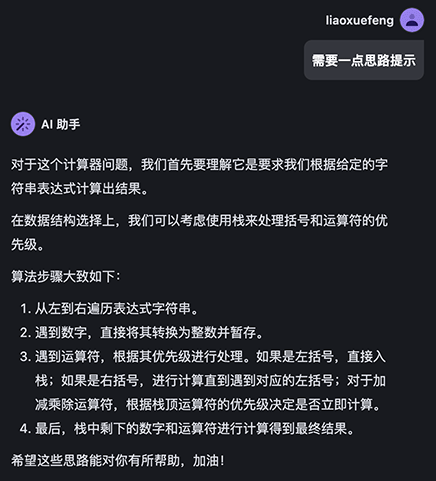 liaoxuefeng
需要一点思路提示
AI 助手
对于这个计算器问题，我们首先要理解它是要求我们根据给定的字
符串表达式计算出结果。
在数据结构选择上，我们可以考虑使用栈来处理括号和运算符的优
先级。
算法步骤大致如下：
1. 从左到右遍历表达式字符串。
2. 遇到数字，直接将其转换为整数并暂存。
3. 遇到运算符，根据其优先级进行处理。如果是左括号，直接入
栈；如果是右括号，进行计算直到遇到对应的左括号；对于加
减乘除运算符，根据栈顶运算符的优先级决定是否立即计算。
4. 最后，栈中剩下的数字和运算符进行计算得到最终结果。
希望这些思路能对你有所帮助，加油！